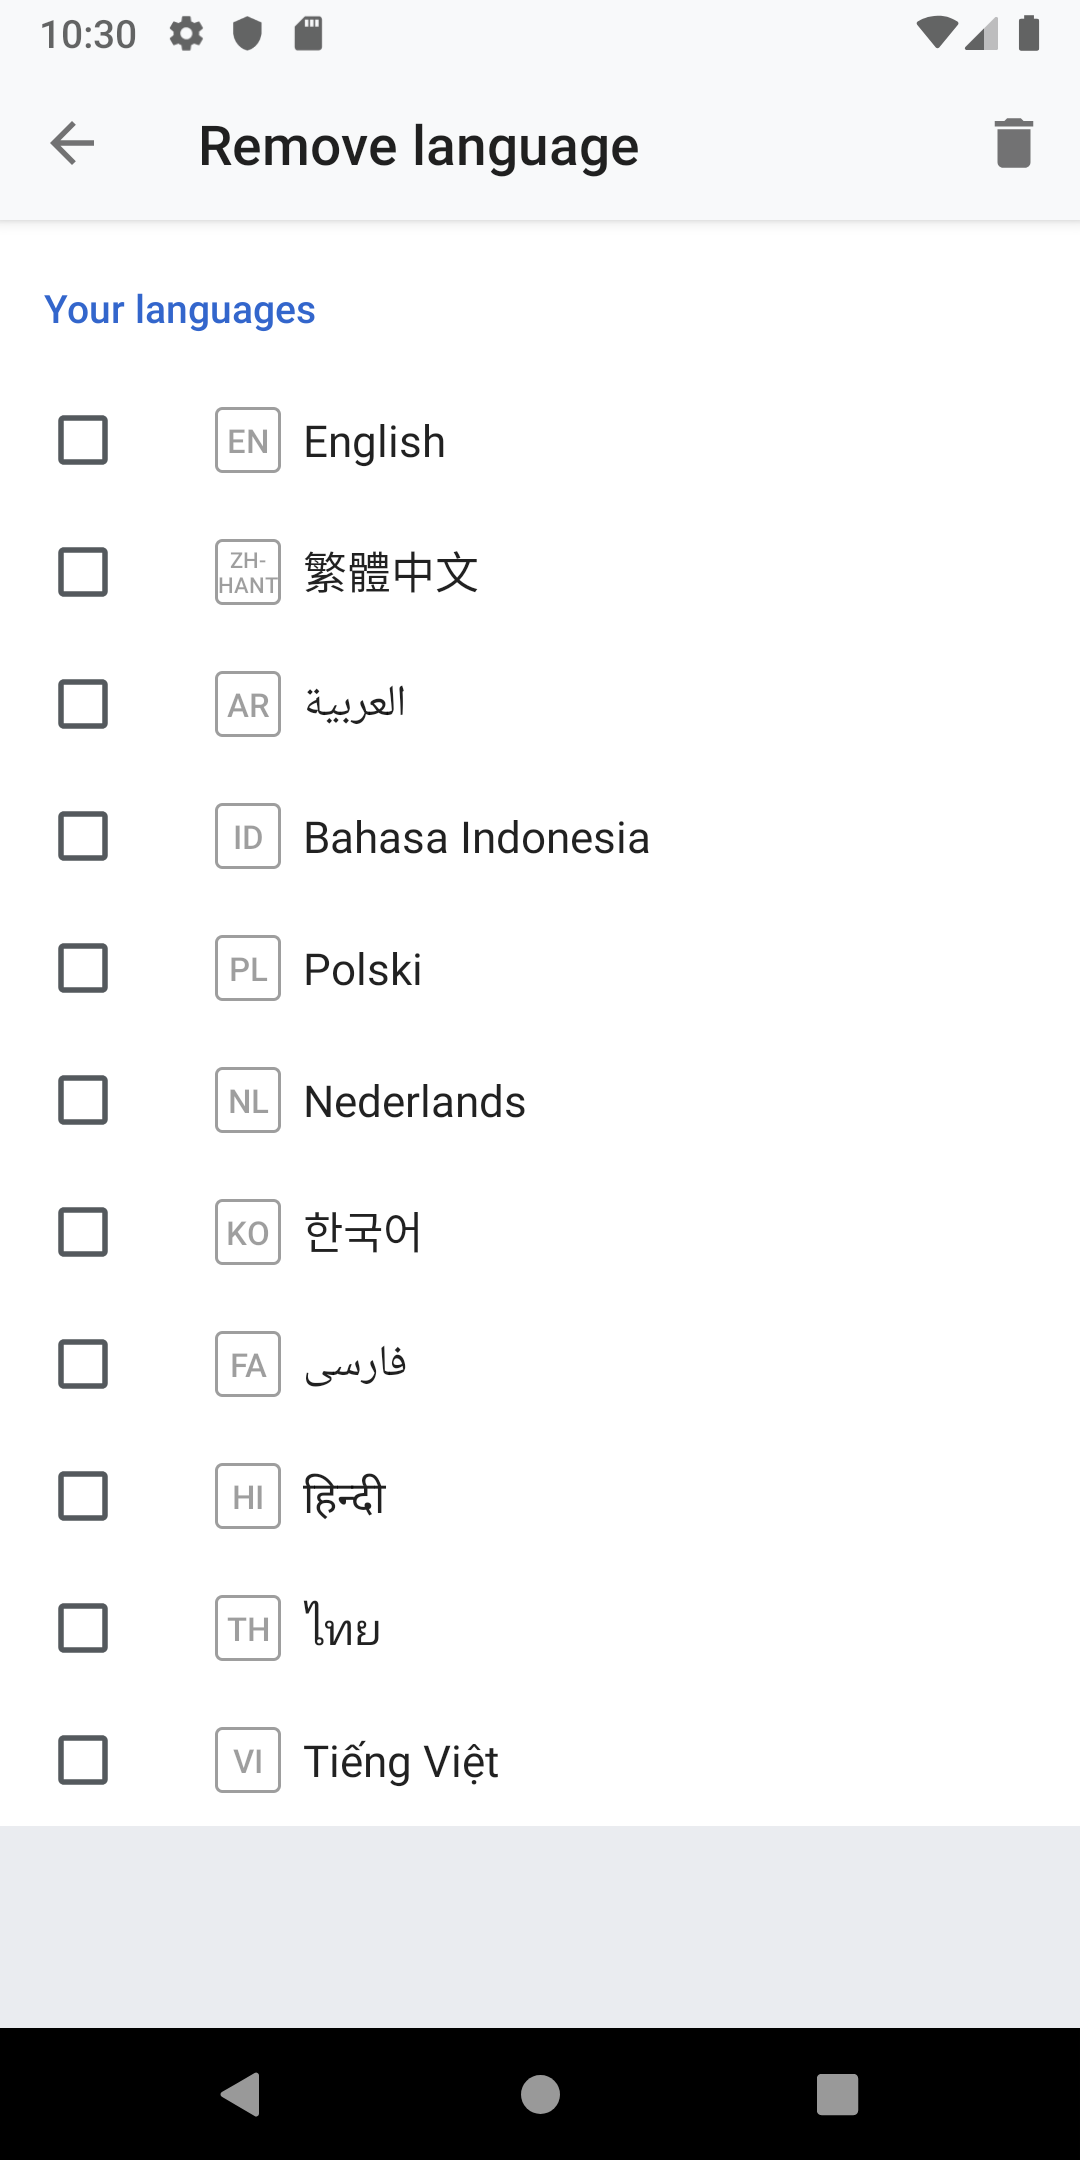 10:30
Remove language
Your languages
EN English
ZH-
HANT 繁體中文
AR العربية
ID Bahasa Indonesia
PL Polski
NL Nederlands
KO 한국어
FA فارسی
HI हिन्दी
TH ไทย
VI Tiếng Việt